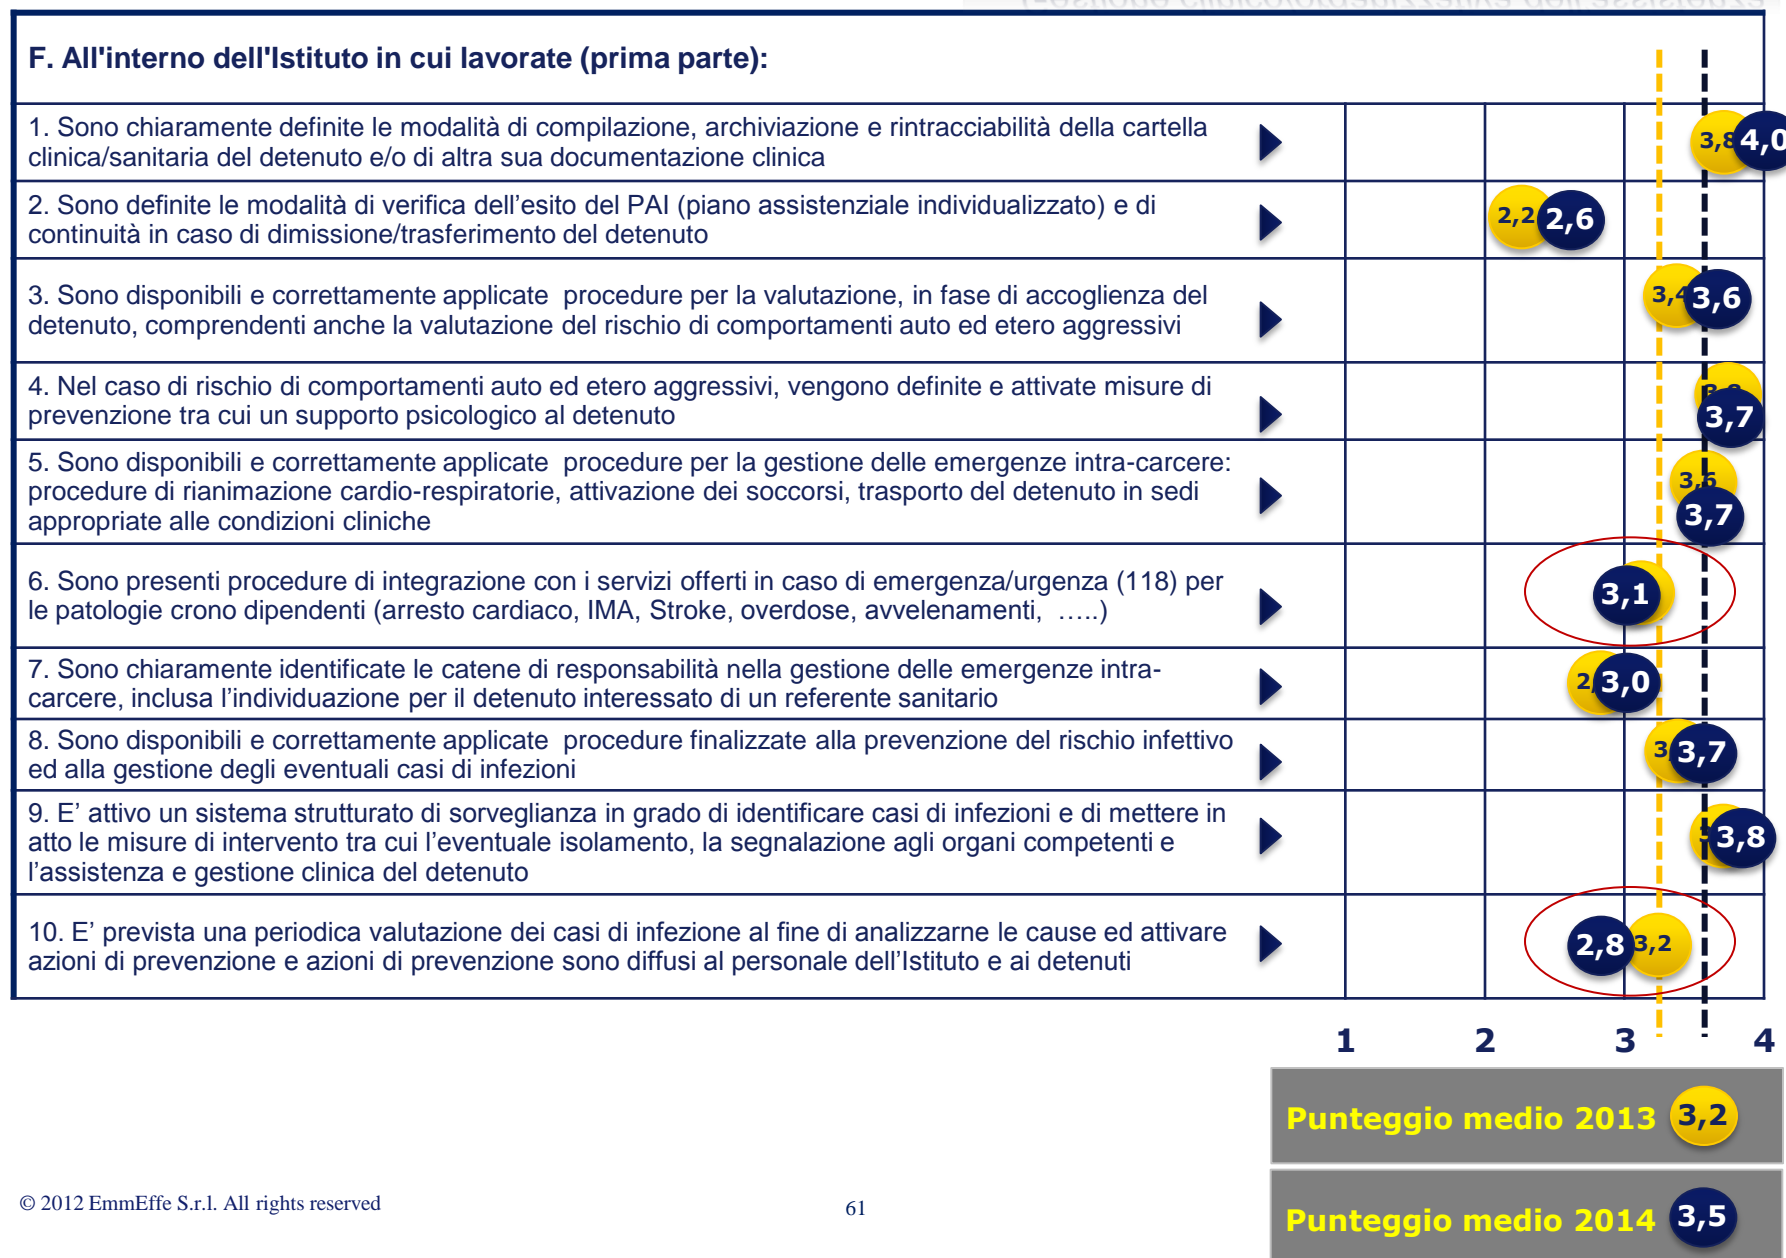 F. All'interno dell'Istituto in cui lavorate (prima parte):
1. Sono chiaramente definite le modalità di compilazione, archiviazione e rintracciabilità della cartella
clinica/sanitaria del detenuto e/o di altra sua documentazione clinica
3,8 4,0
2. Sono definite le modalità di verifica dell’esito del PAI (piano assistenziale individualizzato) e di
continuità in caso di dimissione/trasferimento del detenuto
2,2 2,6
3. Sono disponibili e correttamente applicate procedure per la valutazione, in fase di accoglienza del
detenuto, comprendenti anche la valutazione del rischio di comportamenti auto ed etero aggressivi
3,4 3,6
4. Nel caso di rischio di comportamenti auto ed etero aggressivi, vengono definite e attivate misure di
prevenzione tra cui un supporto psicologico al detenuto
3,7
5. Sono disponibili e correttamente applicate procedure per la gestione delle emergenze intra-carcere:
procedure di rianimazione cardio-respiratorie, attivazione dei soccorsi, trasporto del detenuto in sedi
appropriate alle condizioni cliniche
3,6
3,7
6. Sono presenti procedure di integrazione con i servizi offerti in caso di emergenza/urgenza (118) per
le patologie crono dipendenti (arresto cardiaco, IMA, Stroke, overdose, avvelenamenti, …..)
3,1
7. Sono chiaramente identificate le catene di responsabilità nella gestione delle emergenze intra-
carcere, inclusa l’individuazione per il detenuto interessato di un referente sanitario
3,0
8. Sono disponibili e correttamente applicate procedure finalizzate alla prevenzione del rischio infettivo
ed alla gestione degli eventuali casi di infezioni
3,7
9. E’ attivo un sistema strutturato di sorveglianza in grado di identificare casi di infezioni e di mettere in
atto le misure di intervento tra cui l’eventuale isolamento, la segnalazione agli organi competenti e
l’assistenza e gestione clinica del detenuto
3,8
10. E’ prevista una periodica valutazione dei casi di infezione al fine di analizzarne le cause ed attivare
azioni di prevenzione e azioni di prevenzione sono diffusi al personale dell’Istituto e ai detenuti
2,8 3,2
1 2 3 4
Punteggio medio 2013 3,2
Punteggio medio 2014 3,5
© 2012 EmmEffe S.r.l. All rights reserved
61